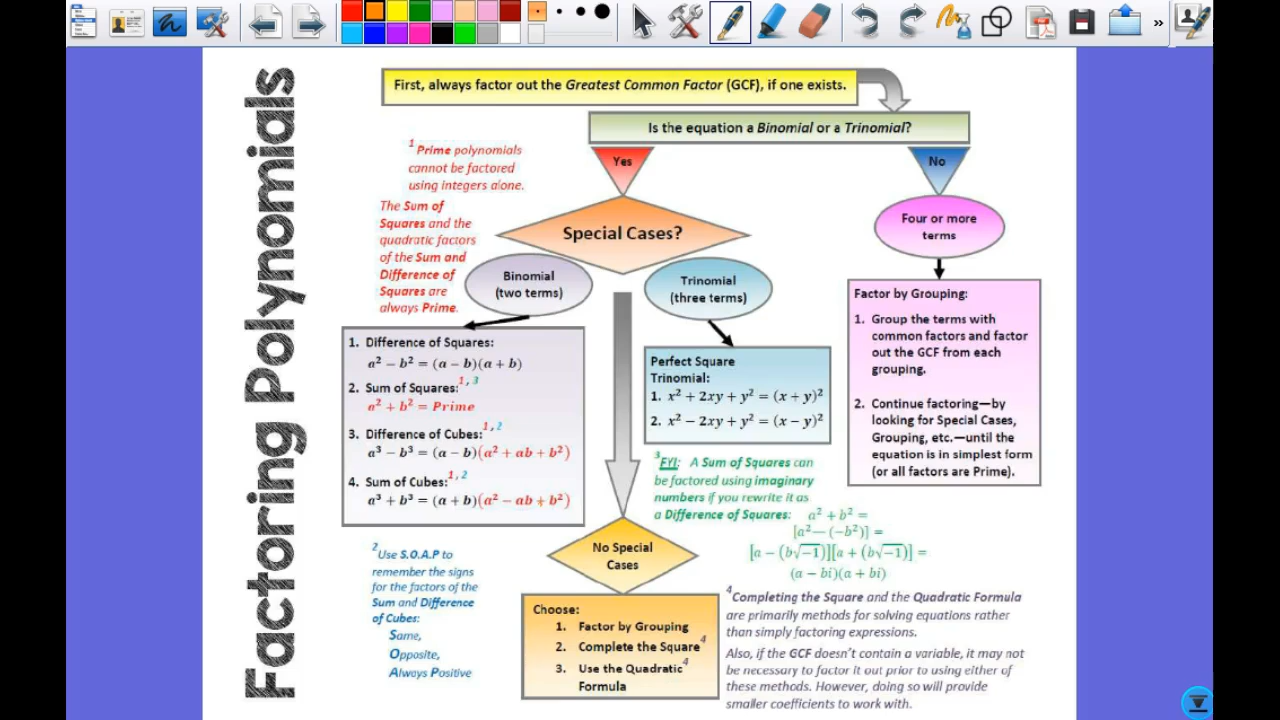 Factoring Polynomials
First, always factor out the Greatest Common Factor (GCF), if one exists.
Is the equation a Binomial or a Trinomial?
Yes
No
¹Prime polynomials
cannot be factored
using integers alone.
The Sum of
Squares and the
quadratic factors
of the Sum and
Difference of
Squares are
always Prime.
Special Cases?
Four or more
terms
Binomial
(two terms)
Trinomial
(three terms)
1. Difference of Squares:
a² − b² = (a − b)(a + b)
2. Sum of Squares:¹,³
a² + b² = Prime
3. Difference of Cubes:¹,²
a³ − b³ = (a − b)(a² + ab + b²)
4. Sum of Cubes:¹,²
a³ + b³ = (a + b)(a² − ab + b²)
Perfect Square
Trinomial:
1. x² + 2xy + y² = (x + y)²
2. x² − 2xy + y² = (x − y)²
Factor by Grouping:
1. Group the terms with
common factors and factor
out the GCF from each
grouping.
2. Continue factoring—by
looking for Special Cases,
Grouping, etc.—until the
equation is in simplest form
(or all factors are Prime).
³FYI: A Sum of Squares can
be factored using imaginary
numbers if you rewrite it as
a Difference of Squares: a² + b² =
[a² − (−b²)] =
[a − (b√−1)][a + (b√−1)] =
(a − bi)(a + bi)
No Special
Cases
²Use S.O.A.P to
remember the signs
for the factors of the
Sum and Difference
of Cubes:
Same,
Opposite,
Always Positive
Choose:
1. Factor by Grouping
2. Complete the Square⁴
3. Use the Quadratic⁴
Formula
⁴Completing the Square and the Quadratic Formula
are primarily methods for solving equations rather
than simply factoring expressions.
Also, if the GCF doesn't contain a variable, it may not
be necessary to factor it out prior to using either of
these methods. However, doing so will provide
smaller coefficients to work with.